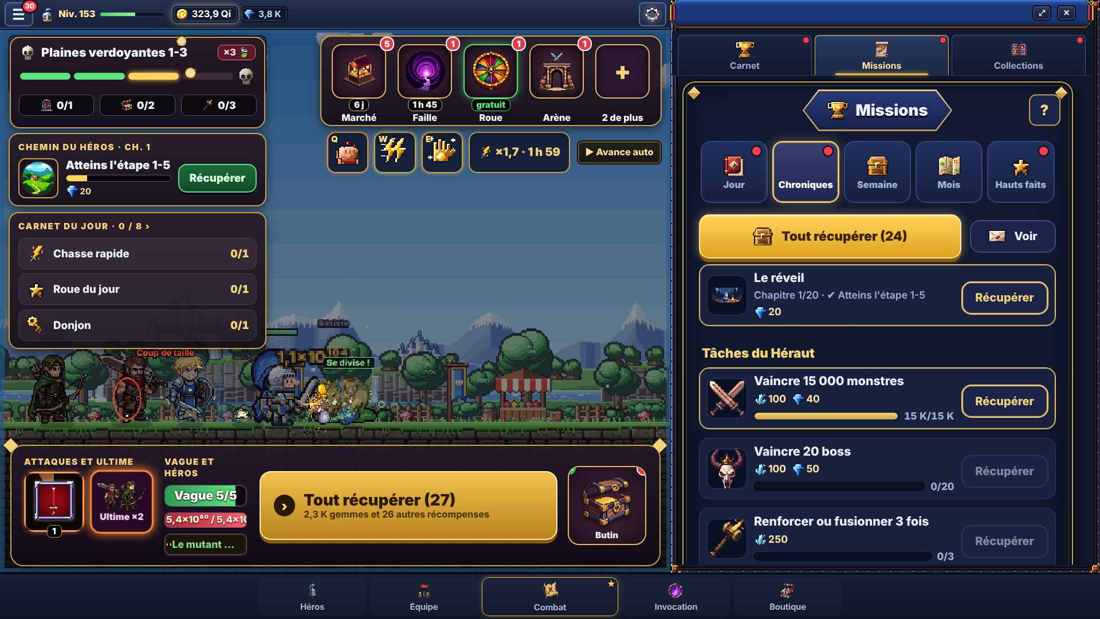 30
Niv. 153
323,9 Qi
3,8 K
Plaines verdoyantes 1-3
×3
0/1
0/2
0/3
CHEMIN DU HÉROS · CH. 1
Atteins l'étape 1-5
20
Récupérer
CARNET DU JOUR · 0 / 8 ›
Chasse rapide
0/1
Roue du jour
0/1
Donjon
0/1
5
1
1
1
6 j
1 h 45
gratuit
Marché
Faille
Roue
Arène
2 de plus
Q
W
E
×1,7 · 1 h 59
Avance auto
Coup de taille
Se divise !
ATTAQUES ET ULTIME
1
Ultime ×2
VAGUE ET
HÉROS
Vague 5/5
Le mutant ...
Tout récupérer (27)
2,3 K gemmes et 26 autres récompenses
Butin
Héros
Équipe
Combat
Invocation
Boutique
Carnet
Missions
Collections
Missions
?
Jour
Chroniques
Semaine
Mois
Hauts faits
Tout récupérer (24)
Voir
Le réveil
Chapitre 1/20 · ✓ Atteins l'étape 1-5
20
Récupérer
Tâches du Héraut
Vaincre 15 000 monstres
100 40
15 K/15 K
Récupérer
Vaincre 20 boss
100 50
0/20
Récupérer
Renforcer ou fusionner 3 fois
250
0/3
Récupérer